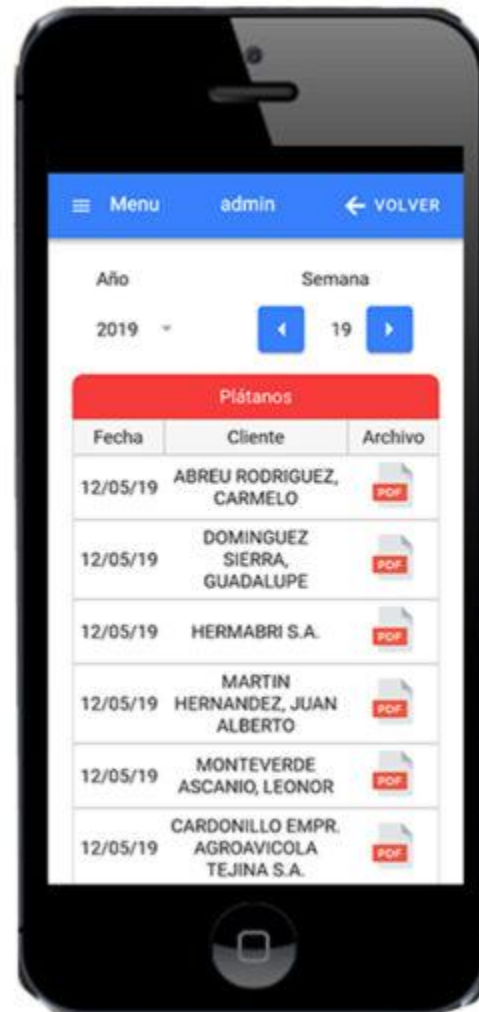 Menu admin VOLVER
Año Semana
2019 19
Plátanos
Fecha Cliente Archivo
12/05/19 ABREU RODRIGUEZ,
CARMELO PDF
12/05/19 DOMINGUEZ
SIERRA,
GUADALUPE PDF
12/05/19 HERMABRI S.A. PDF
12/05/19 MARTIN
HERNANDEZ, JUAN
ALBERTO PDF
12/05/19 MONTEVERDE
ASCANIO, LEONOR PDF
12/05/19 CARDONILLO EMPR.
AGROAVICOLA
TEJINA S.A. PDF